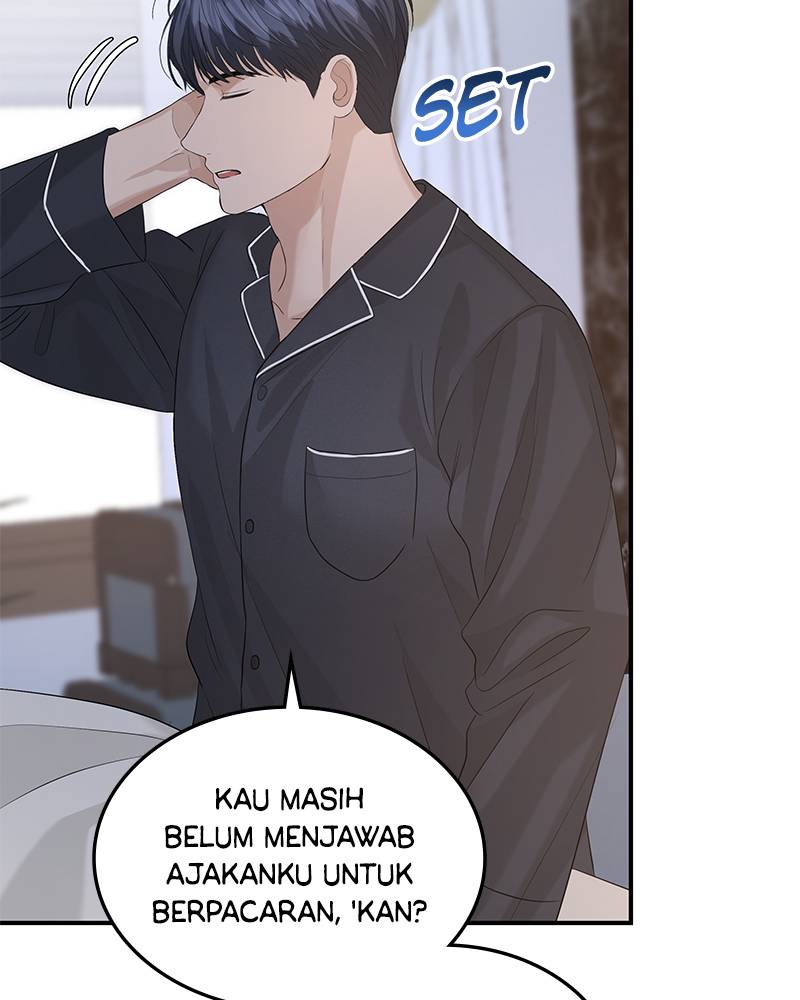 SET
KAU MASIH
BELUM MENJAWAB
AJAKANKU UNTUK
BERPACARAN, 'KAN?